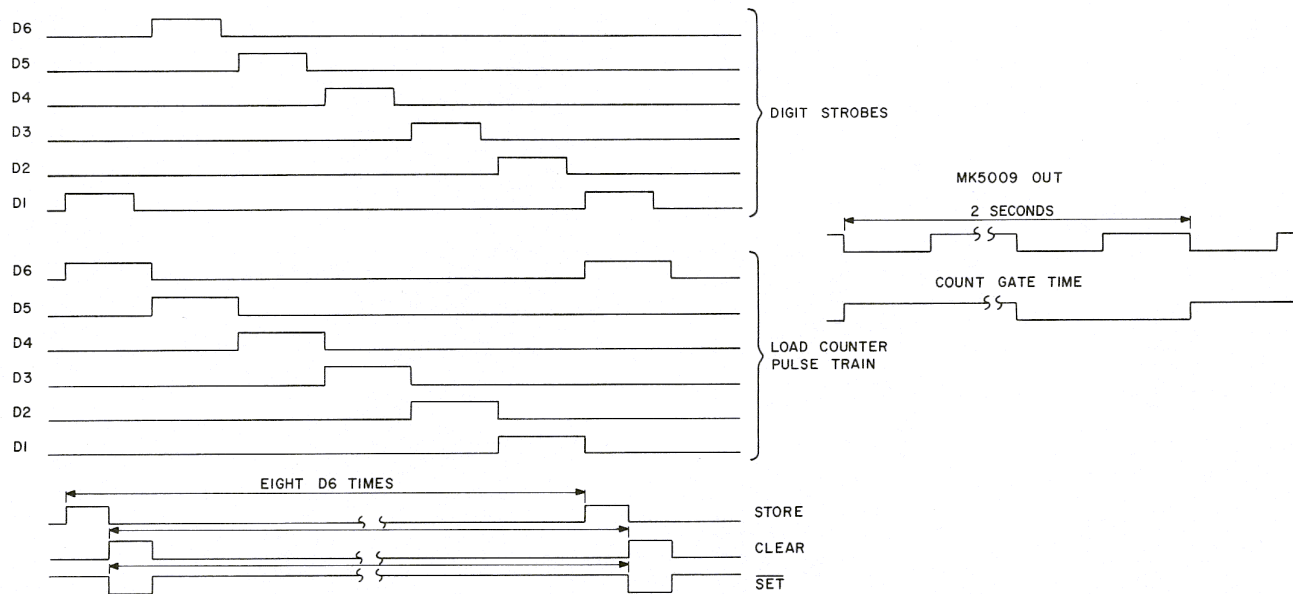 D6
D5
D4
D3
D2
D1
DIGIT STROBES
D6
D5
D4
D3
D2
D1
LOAD COUNTER
PULSE TRAIN
EIGHT D6 TIMES
STORE
CLEAR
SET
MK5009 OUT
2 SECONDS
COUNT GATE TIME